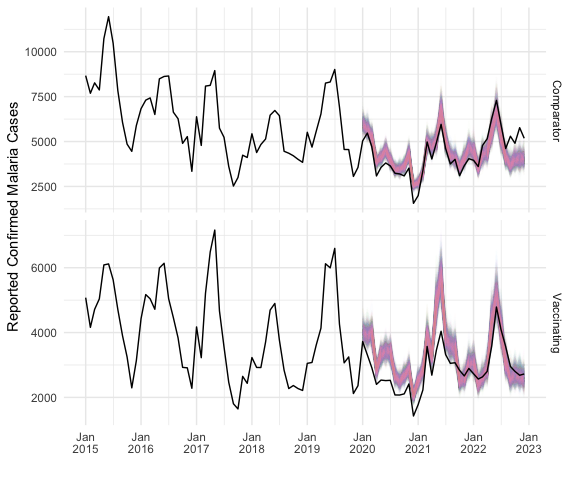 Reported Confirmed Malaria Cases
10000
7500
5000
2500
Comparator
6000
4000
2000
Vaccinating
Jan Jan Jan Jan Jan Jan Jan Jan Jan
2015 2016 2017 2018 2019 2020 2021 2022 2023